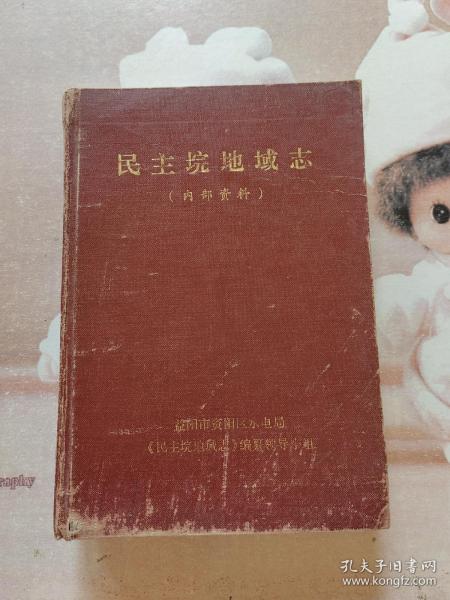 民主垸地域志
(内部资料)
益阳市资阳区水电局
《民主垸地域志》编纂领导小组
raphy
孔夫子旧书网
www.kongfz.com